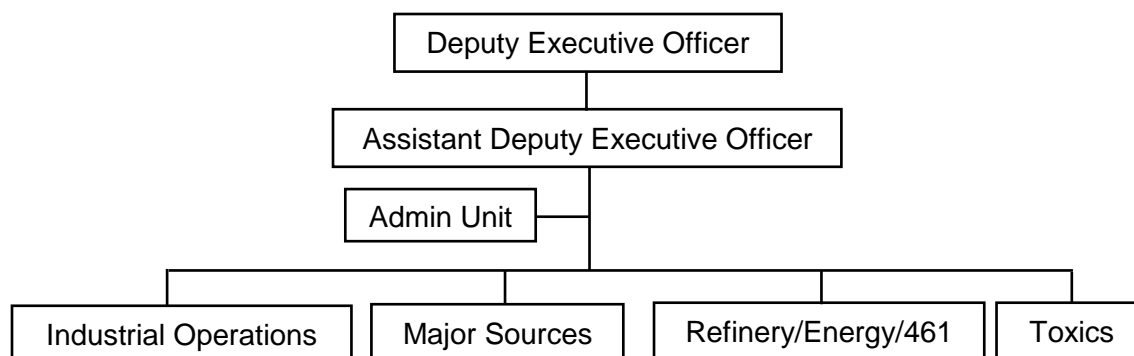 Deputy Executive Officer
Assistant Deputy Executive Officer
Admin Unit
Industrial Operations
Major Sources
Refinery/Energy/461
Toxics